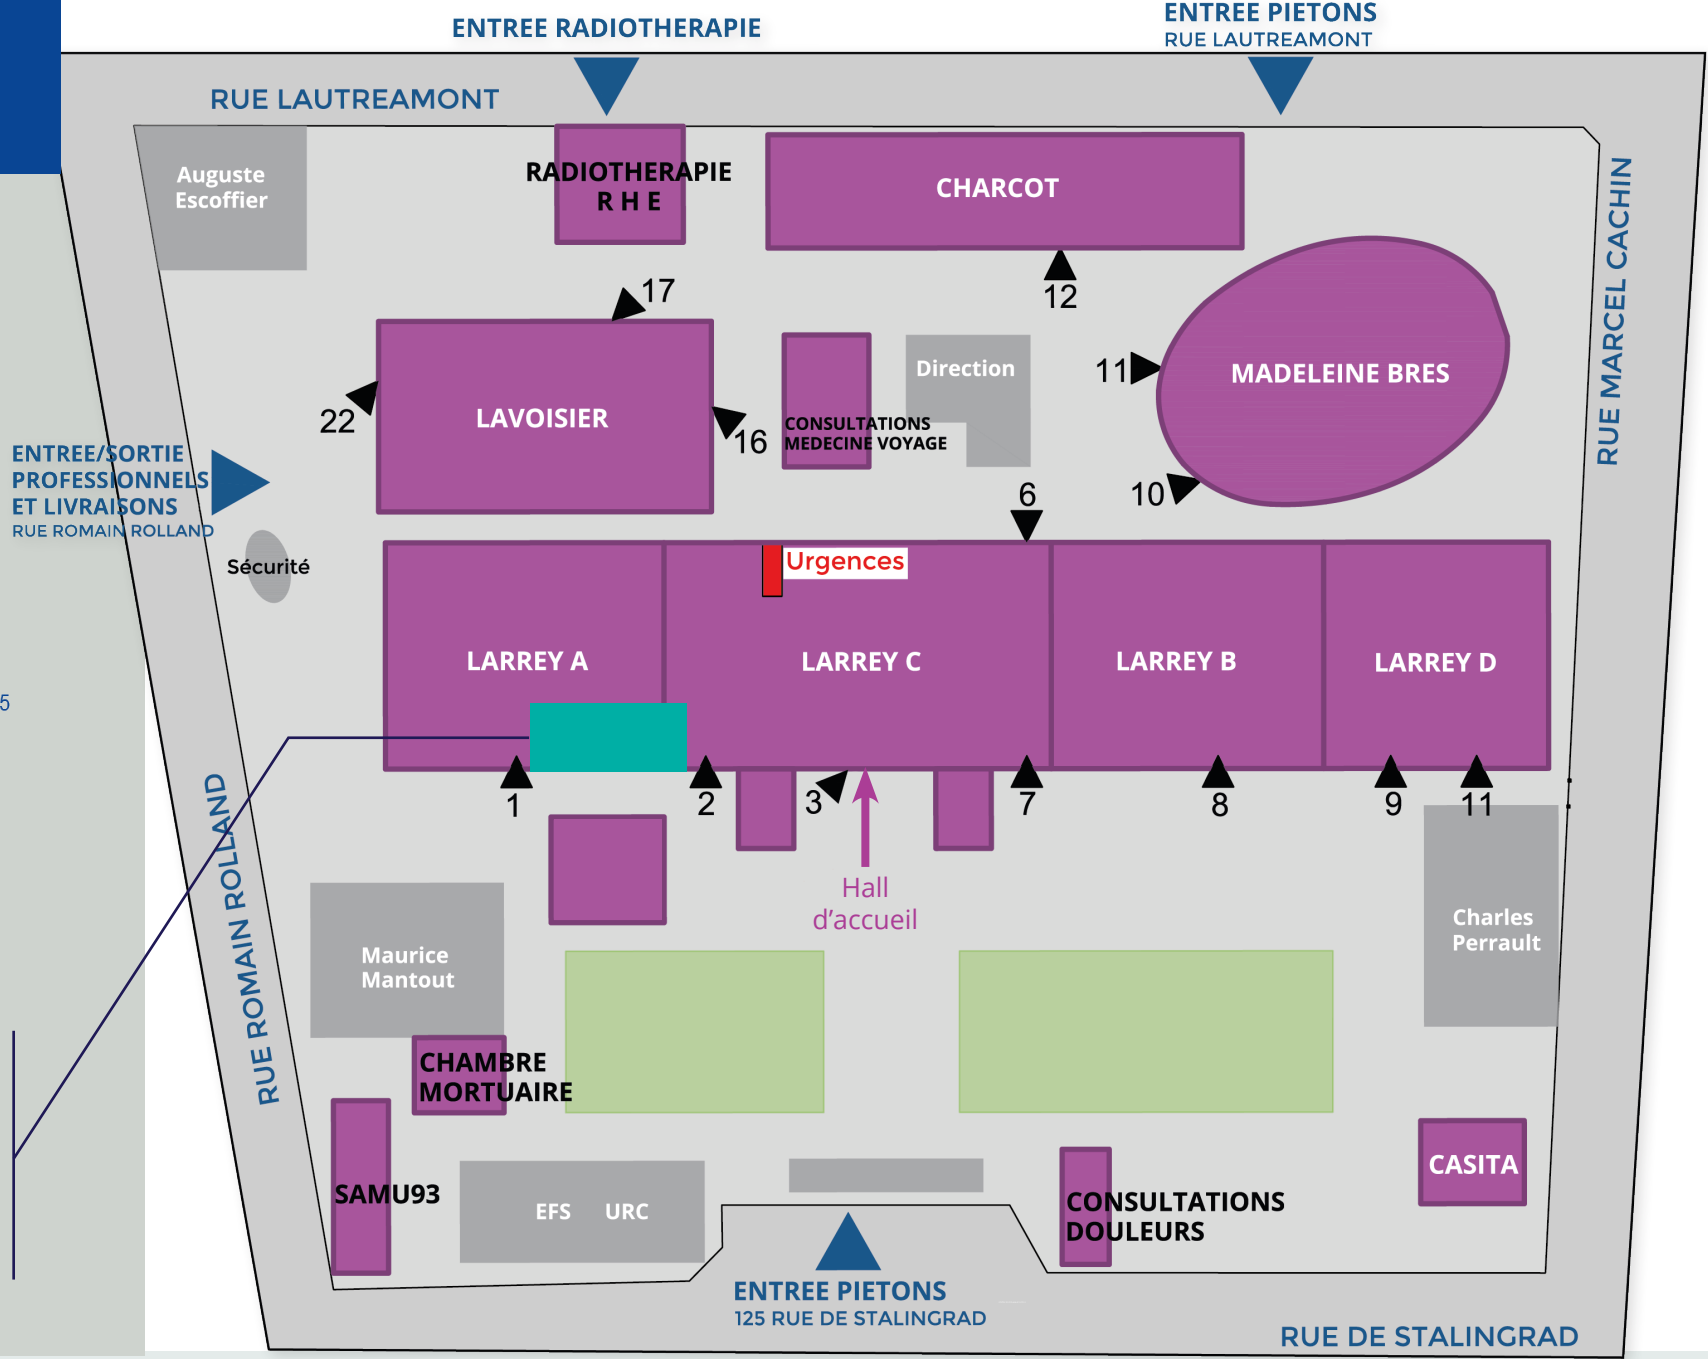 ENTREE RADIOTHERAPIE
ENTREE PIETONS
RUE LAUTREAMONT
RUE LAUTREAMONT
Auguste
Escoffier
RADIOTHERAPIE
R H E
CHARCOT
RUE MARCEL CACHIN
17
12
11
MADELEINE BRES
Direction
22
LAVOISIER
16
CONSULTATIONS
MEDECINE VOYAGE
10
6
ENTREE/SORTIE
PROFESSIONNELS
ET LIVRAISONS
RUE ROMAIN ROLLAND
Sécurité
Urgences
LARREY A
LARREY C
LARREY B
LARREY D
5
1
2
3
7
8
9
11
RUE ROMAIN ROLLAND
Hall
d'accueil
Charles
Perrault
Maurice
Mantout
CHAMBRE
MORTUAIRE
SAMU93
EFS URC
CONSULTATIONS
DOULEURS
CASITA
ENTREE PIETONS
125 RUE DE STALINGRAD
RUE DE STALINGRAD